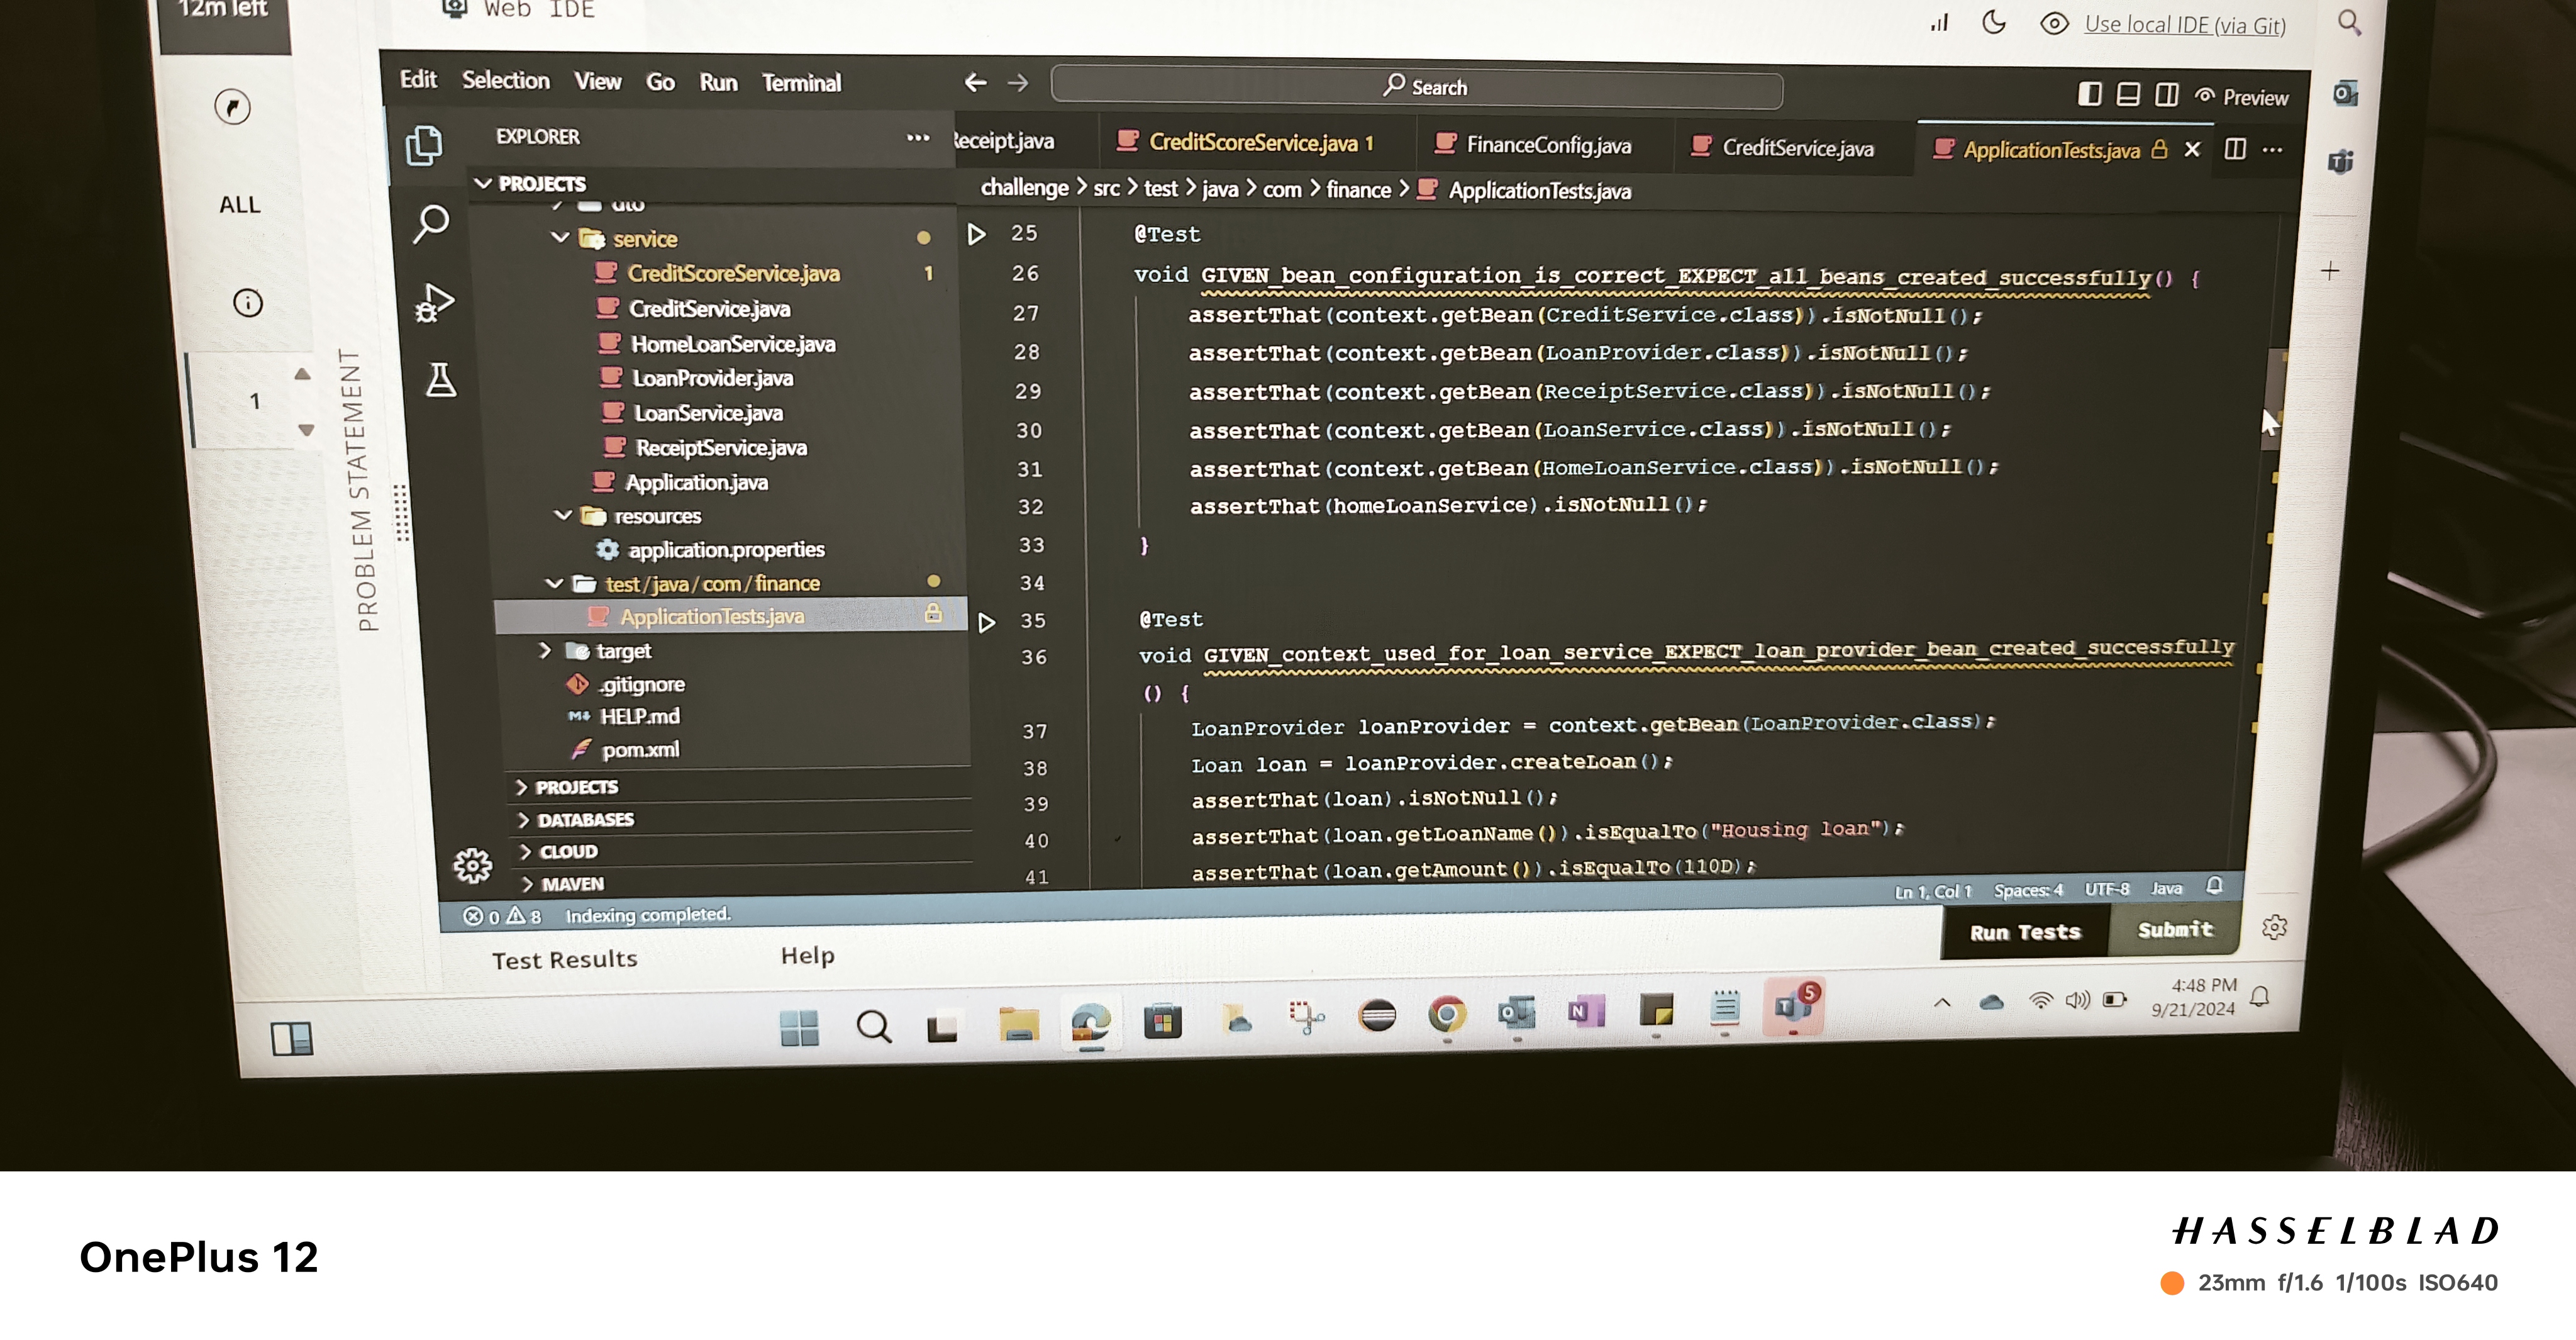 12m left
Web IDE
Use local IDE (via Git)
Edit Selection View Go Run Terminal
Search
Preview
EXPLORER
Receipt.java
CreditScoreService.java 1
FinanceConfig.java
CreditService.java
ApplicationTests.java
challenge > src > test > java > com > finance > ApplicationTests.java
ALL
1
PROBLEM STATEMENT
PROJECTS
dto
service
CreditScoreService.java 1
CreditService.java
HomeLoanService.java
LoanProvider.java
LoanService.java
ReceiptService.java
Application.java
resources
application.properties
test/java/com/finance
ApplicationTests.java
target
.gitignore
HELP.md
pom.xml
PROJECTS
DATABASES
CLOUD
MAVEN
25 @Test
26 void GIVEN_bean_configuration_is_correct_EXPECT_all_beans_created_successfully() {
27 assertThat(context.getBean(CreditService.class)).isNotNull();
28 assertThat(context.getBean(LoanProvider.class)).isNotNull();
29 assertThat(context.getBean(ReceiptService.class)).isNotNull();
30 assertThat(context.getBean(LoanService.class)).isNotNull();
31 assertThat(context.getBean(HomeLoanService.class)).isNotNull();
32 assertThat(homeLoanService).isNotNull();
33 }
34
35 @Test
36 void GIVEN_context_used_for_loan_service_EXPECT_loan_provider_bean_created_successfully
() {
37 LoanProvider loanProvider = context.getBean(LoanProvider.class);
38 Loan loan = loanProvider.createLoan();
39 assertThat(loan).isNotNull();
40 assertThat(loan.getLoanName()).isEqualTo("Housing loan");
41 assertThat(loan.getAmount()).isEqualTo(110D);
0 8 Indexing completed.
Ln 1, Col 1 Spaces: 4 UTF-8 Java
Test Results
Help
Run Tests
Submit
5
4:48 PM
9/21/2024
OnePlus 12
HASSELBLAD
23mm f/1.6 1/100s ISO640